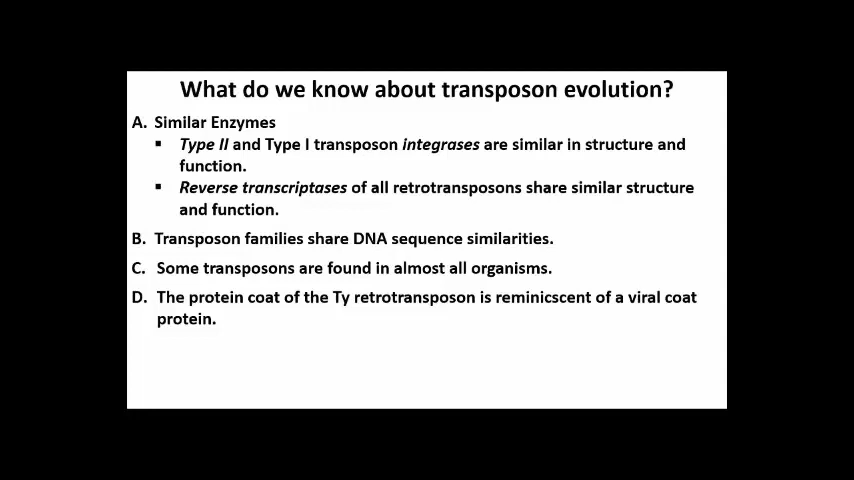 What do we know about transposon evolution?
A. Similar Enzymes
▪ Type II and Type I transposon integrases are similar in structure and
function.
▪ Reverse transcriptases of all retrotransposons share similar structure
and function.
B. Transposon families share DNA sequence similarities.
C. Some transposons are found in almost all organisms.
D. The protein coat of the Ty retrotransposon is reminicscent of a viral coat
protein.